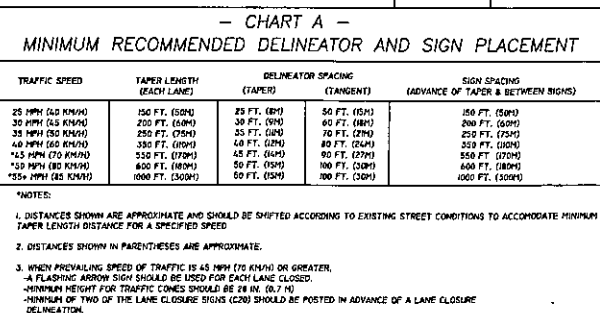 - CHART A -
MINIMUM RECOMMENDED DELINEATOR AND SIGN PLACEMENT
TRAFFIC SPEED TAPER LENGTH (EACH LANE) DELINEATOR SPACING (TAPER) (TANGENT) SIGN SPACING (ADVANCE OF TAPER & BETWEEN SIGNS)
25 MPH (40 KM/H) 150 FT. (50M) 25 FT. (8M) 50 FT. (15M) 150 FT. (50M)
30 MPH (45 KM/H) 200 FT. (60M) 30 FT. (9M) 60 FT. (18M) 200 FT. (60M)
35 MPH (50 KM/H) 250 FT. (75M) 35 FT. (11M) 70 FT. (21M) 250 FT. (75M)
40 MPH (60 KM/H) 350 FT. (110M) 40 FT. (12M) 80 FT. (24M) 350 FT. (110M)
*45 MPH (70 KM/H) 550 FT. (170M) 45 FT. (14M) 90 FT. (27M) 550 FT. (170M)
*50 MPH (80 KM/H) 600 FT. (180M) 50 FT. (15M) 100 FT. (30M) 600 FT. (180M)
*55+ MPH (85 KM/H) 1000 FT. (300M) 50 FT. (15M) 100 FT. (30M) 1000 FT. (300M)
*NOTES:
1. DISTANCES SHOWN ARE APPROXIMATE AND SHOULD BE SHIFTED ACCORDING TO EXISTING STREET CONDITIONS TO ACCOMODATE MINIMUM
TAPER LENGTH DISTANCE FOR A SPECIFIED SPEED
2. DISTANCES SHOWN IN PARENTHESES ARE APPROXIMATE.
3. WHEN PREVAILING SPEED OF TRAFFIC IS 45 MPH (70 KM/H) OR GREATER,
-A FLASHING ARROW SIGN SHOULD BE USED FOR EACH LANE CLOSED.
-MINIMUM HEIGHT FOR TRAFFIC CONES SHOULD BE 28 IN. (0.7 M)
-MINIMUM OF TWO OF THE LANE CLOSURE SIGNS (C20) SHOULD BE POSTED IN ADVANCE OF A LANE CLOSURE
DELINEATION.